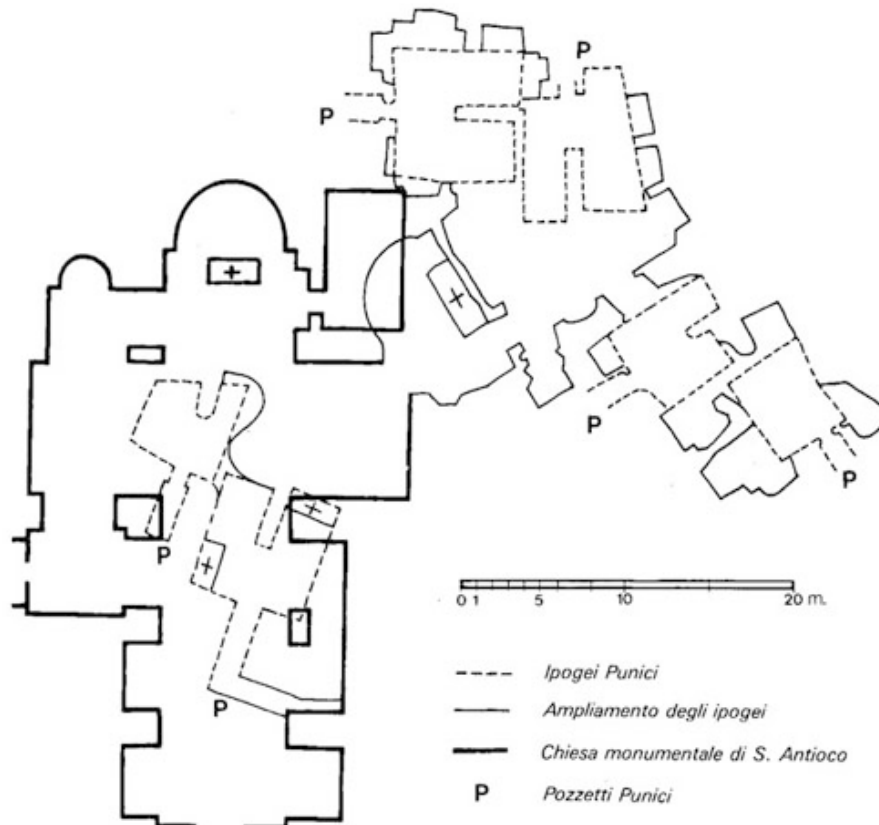 P
P
P
P
P
P
0 1 5 10 20 m.
Ipogei Punici
Ampliamento degli ipogei
Chiesa monumentale di S. Antioco
P Pozzetti Punici